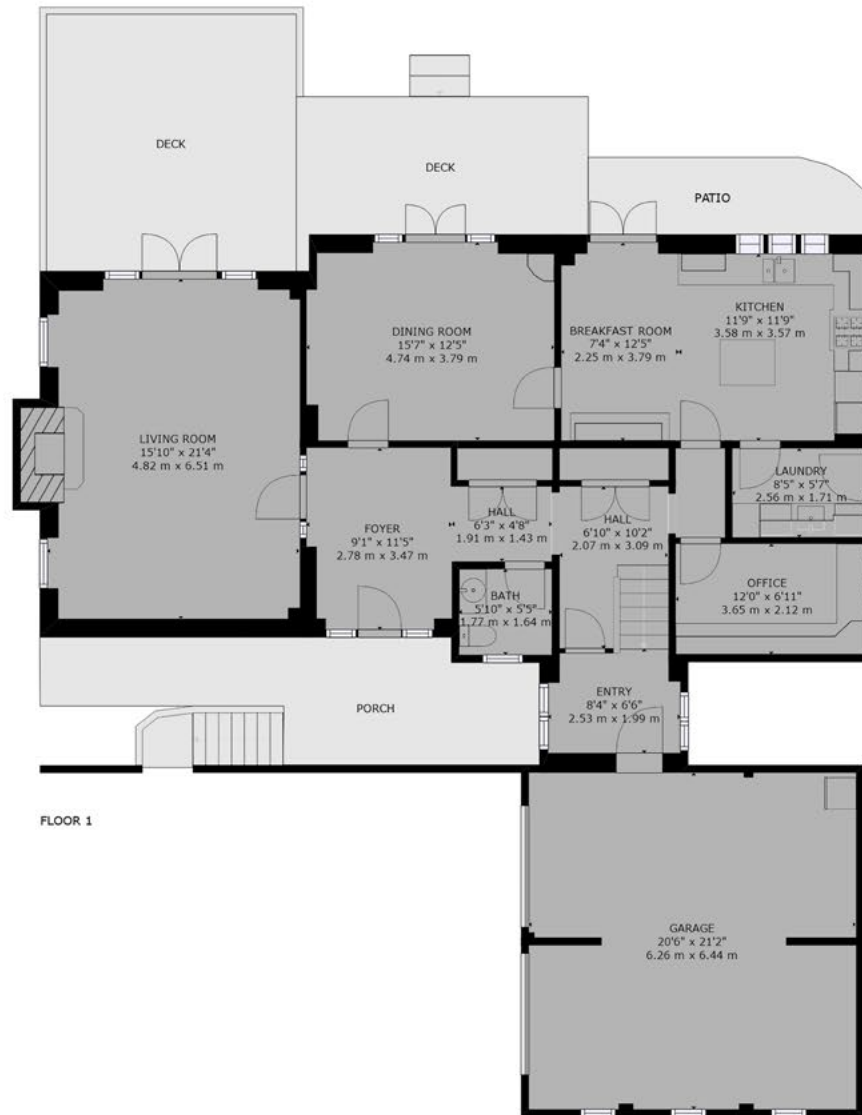 DECK
DECK
PATIO
DINING ROOM
15'7" x 12'5"
4.74 m x 3.79 m
BREAKFAST ROOM
7'4" x 12'5"
2.25 m x 3.79 m
KITCHEN
11'9" x 11'9"
3.58 m x 3.57 m
LIVING ROOM
15'10" x 21'4"
4.82 m x 6.51 m
LAUNDRY
8'5" x 5'7"
2.56 m x 1.71 m
FOYER
9'1" x 11'5"
2.78 m x 3.47 m
HALL
6'3" x 4'8"
1.91 m x 1.43 m
HALL
6'10" x 10'2"
2.07 m x 3.09 m
OFFICE
12'0" x 6'11"
3.65 m x 2.12 m
BATH
5'10" x 5'5"
1.77 m x 1.64 m
PORCH
ENTRY
8'4" x 6'6"
2.53 m x 1.99 m
FLOOR 1
GARAGE
20'6" x 21'2"
6.26 m x 6.44 m